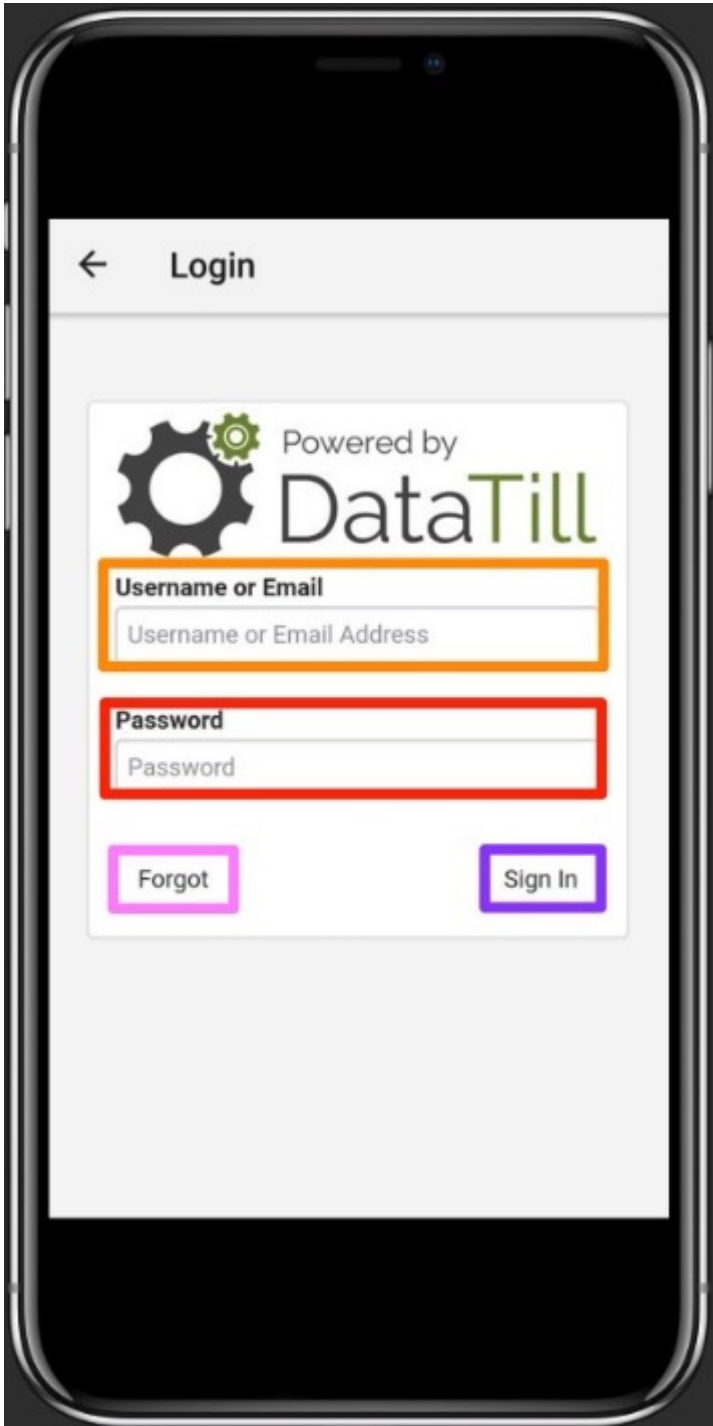 Login
Powered by
DataTill
Username or Email
Username or Email Address
Password
Password
Forgot
Sign In